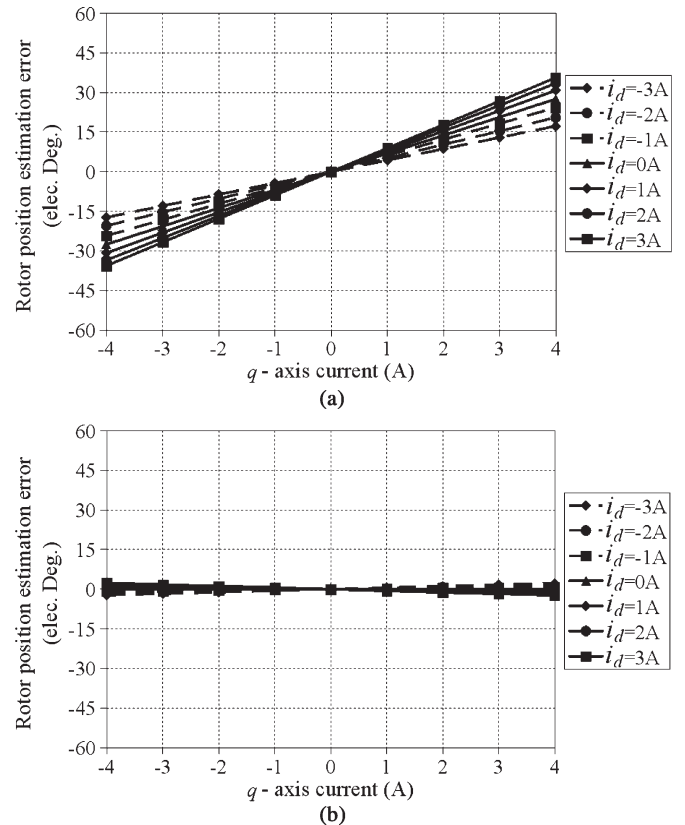 60
45
30
15
0
-15
-30
-45
-60
Rotor position estimation error
(elec. Deg.)
-4 -3 -2 -1 0 1 2 3 4
q - axis current (A)
(a)
i_d=-3A
i_d=-2A
i_d=-1A
i_d=0A
i_d=1A
i_d=2A
i_d=3A
60
45
30
15
0
-15
-30
-45
-60
Rotor position estimation error
(elec. Deg.)
-4 -3 -2 -1 0 1 2 3 4
q - axis current (A)
(b)
i_d=-3A
i_d=-2A
i_d=-1A
i_d=0A
i_d=1A
i_d=2A
i_d=3A